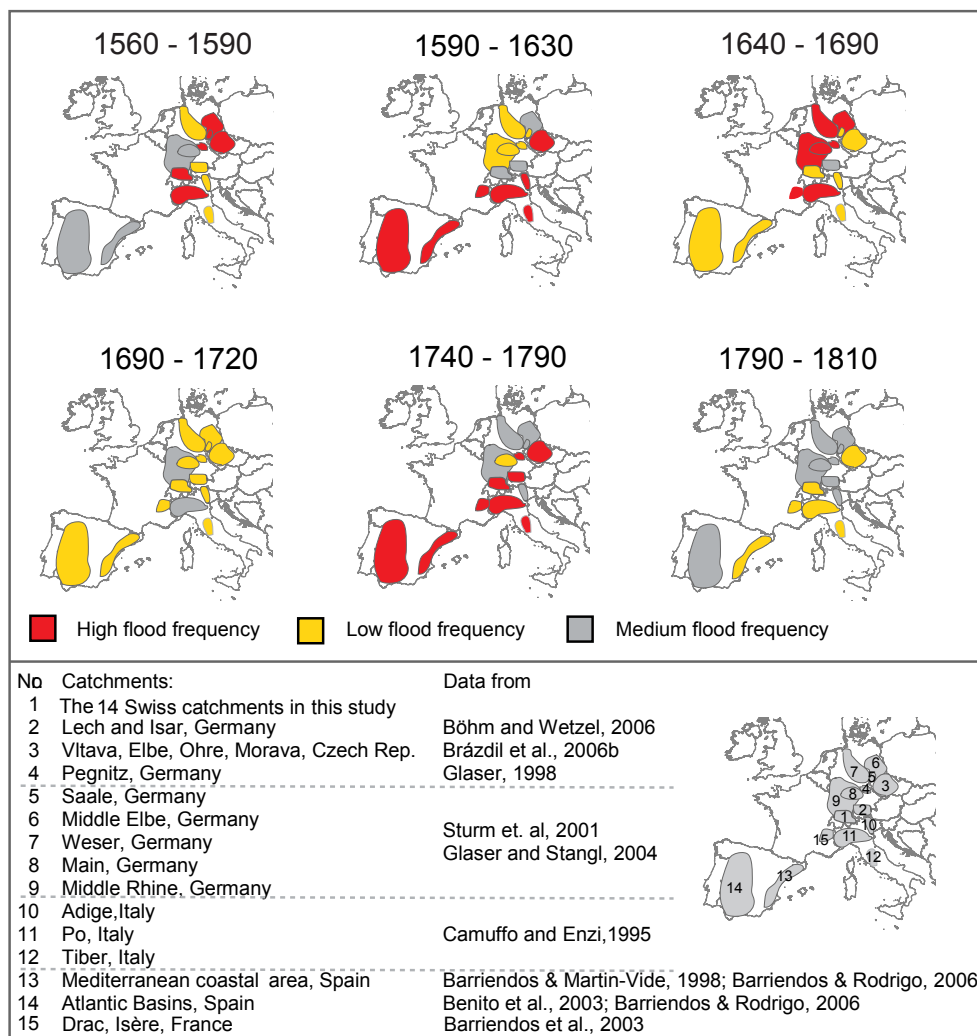 1560 - 1590
1590 - 1630
1640 - 1690
1690 - 1720
1740 - 1790
1790 - 1810
High flood frequency
Low flood frequency
Medium flood frequency
No. Catchments: Data from
1 The 14 Swiss catchments in this study
2 Lech and Isar, Germany Böhm and Wetzel, 2006
3 Vltava, Elbe, Ohre, Morava, Czech Rep. Brázdil et al., 2006b
4 Pegnitz, Germany Glaser, 1998
5 Saale, Germany
6 Middle Elbe, Germany
Sturm et. al, 2001
7 Weser, Germany
Glaser and Stangl, 2004
8 Main, Germany
9 Middle Rhine, Germany
10 Adige,Italy
11 Po, Italy Camuffo and Enzi,1995
12 Tiber, Italy
13 Mediterranean coastal area, Spain Barriendos & Martin-Vide, 1998; Barriendos & Rodrigo, 2006
14 Atlantic Basins, Spain Benito et al., 2003; Barriendos & Rodrigo, 2006
15 Drac, Isère, France Barriendos et al., 2003
6
7
5
4
3
8
9
2
1
10
15
11
12
13
14